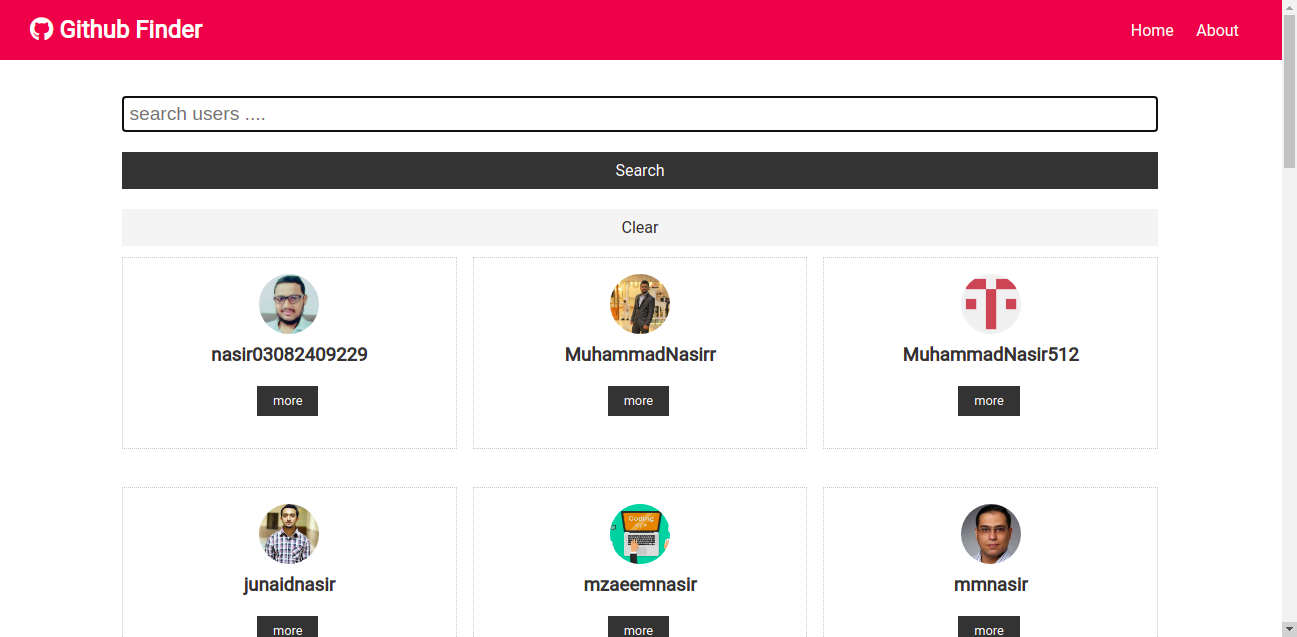 Github Finder
Home About
search users ....
Search
Clear
nasir03082409229
MuhammadNasirr
MuhammadNasir512
more
more
more
junaidnasir
Coding
mzaeemnasir
mmnasir
more
more
more